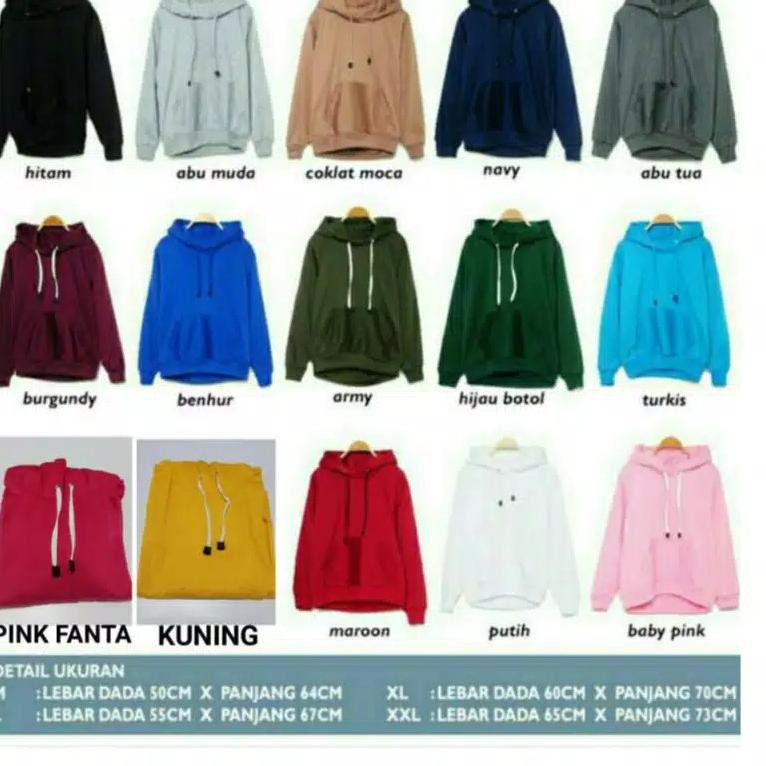 hitam abu muda coklat moca navy abu tua
burgundy benhur army hijau botol turkis
PINK FANTA KUNING maroon putih baby pink
DETAIL UKURAN
M :LEBAR DADA 50CM X PANJANG 64CM XL :LEBAR DADA 60CM X PANJANG 70CM
:LEBAR DADA 55CM X PANJANG 67CM XXL :LEBAR DADA 65CM X PANJANG 73CM